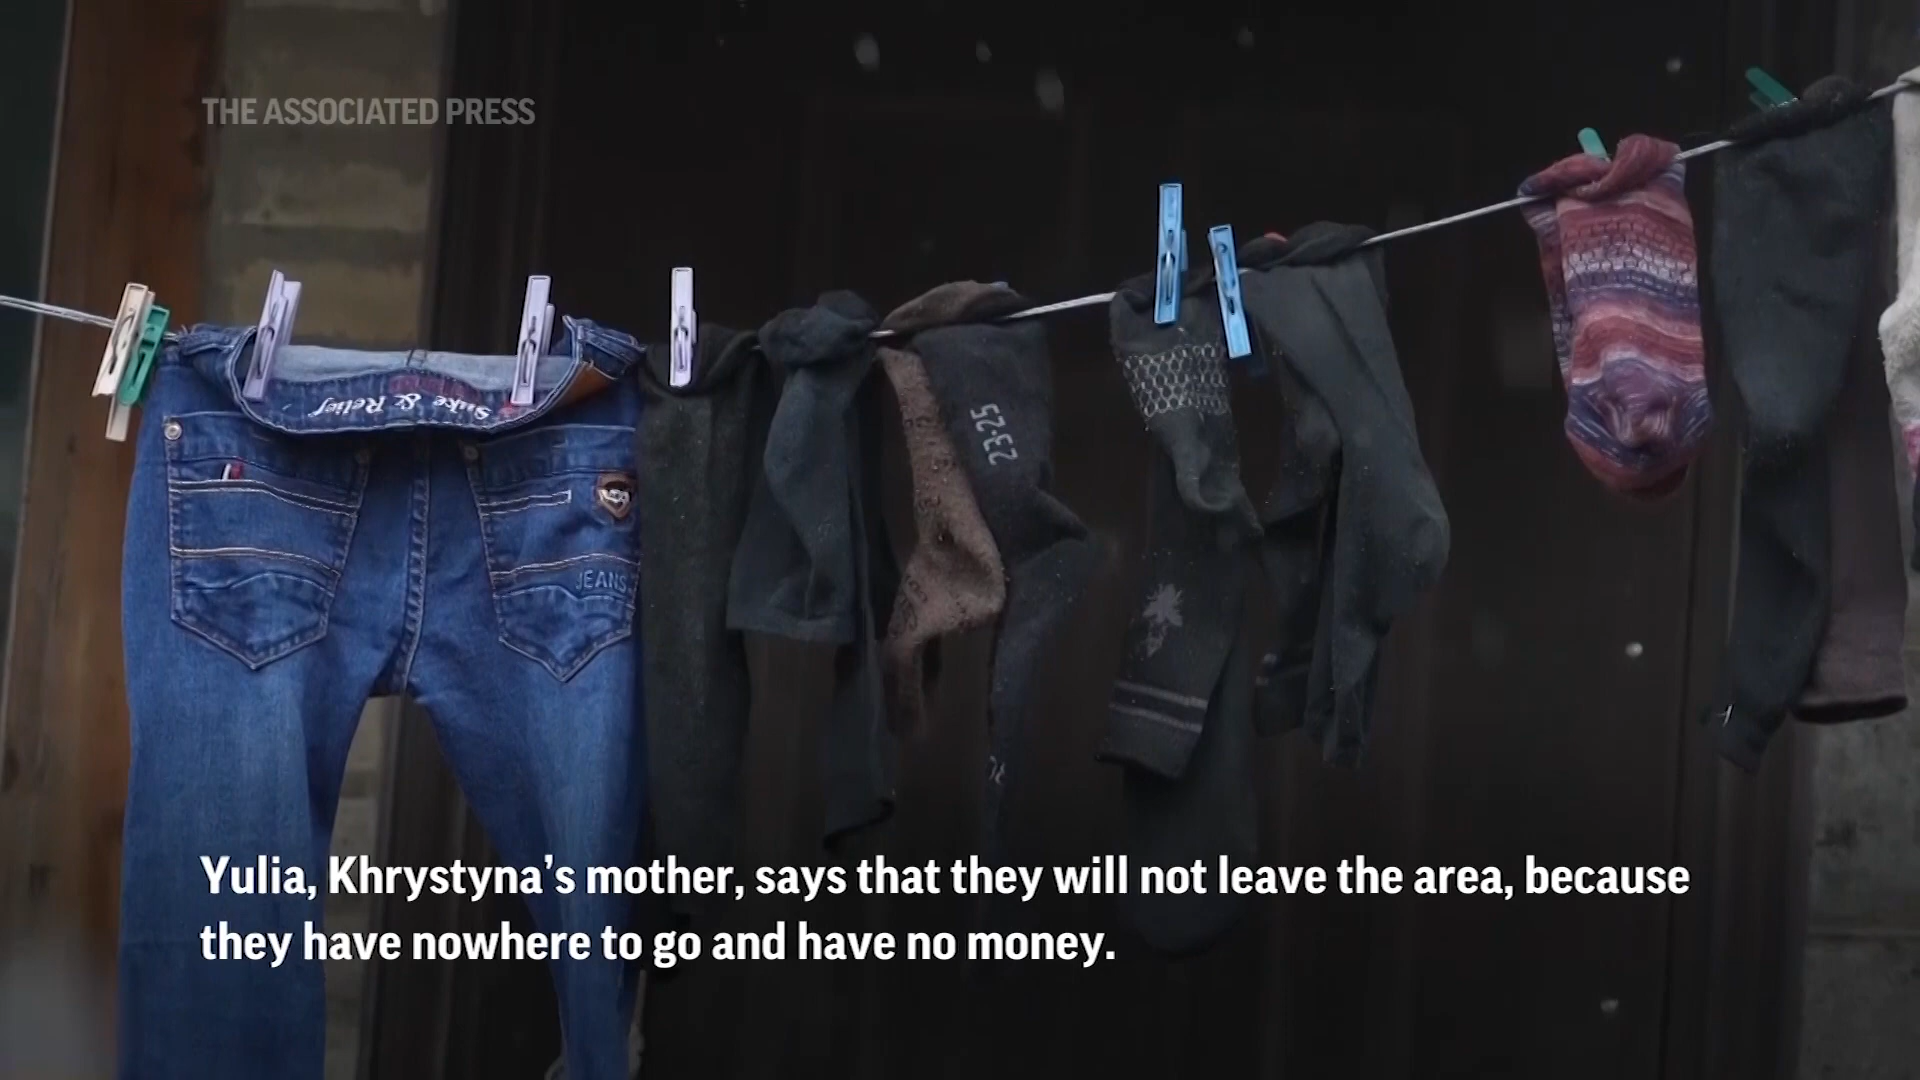 THE ASSOCIATED PRESS
& Relief
23-25
JEANS
Yulia, Khrystyna’s mother, says that they will not leave the area, because
they have nowhere to go and have no money.